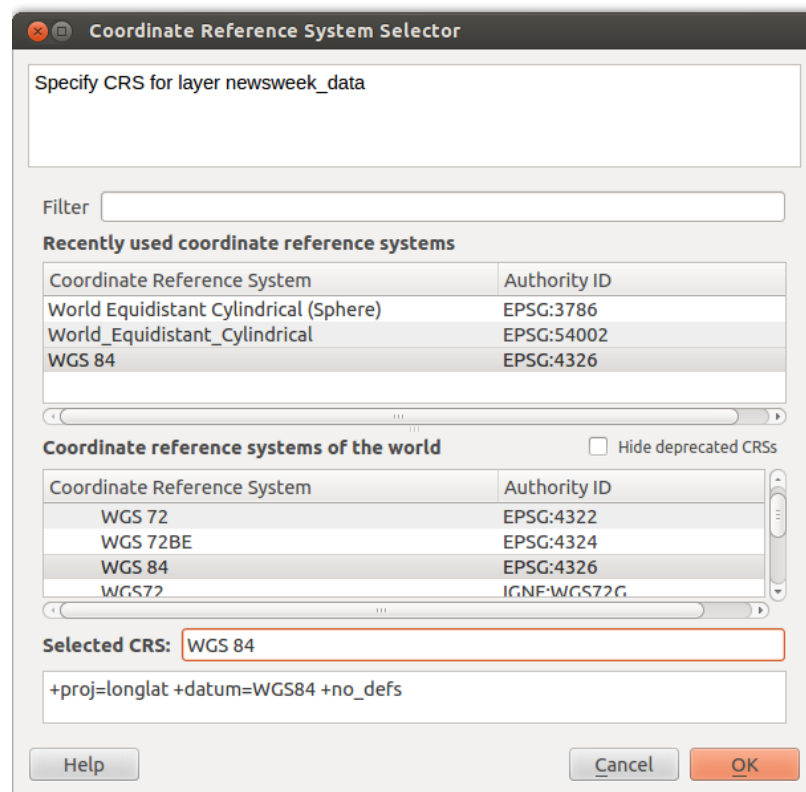 Coordinate Reference System Selector
Specify CRS for layer newsweek_data
Filter
Recently used coordinate reference systems
Coordinate Reference System Authority ID
World Equidistant Cylindrical (Sphere) EPSG:3786
World_Equidistant_Cylindrical EPSG:54002
WGS 84 EPSG:4326
Coordinate reference systems of the world Hide deprecated CRSs
Coordinate Reference System Authority ID
WGS 72 EPSG:4322
WGS 72BE EPSG:4324
WGS 84 EPSG:4326
WGS72 IGNF:WGS72G
Selected CRS: WGS 84
+proj=longlat +datum=WGS84 +no_defs
Help Cancel OK